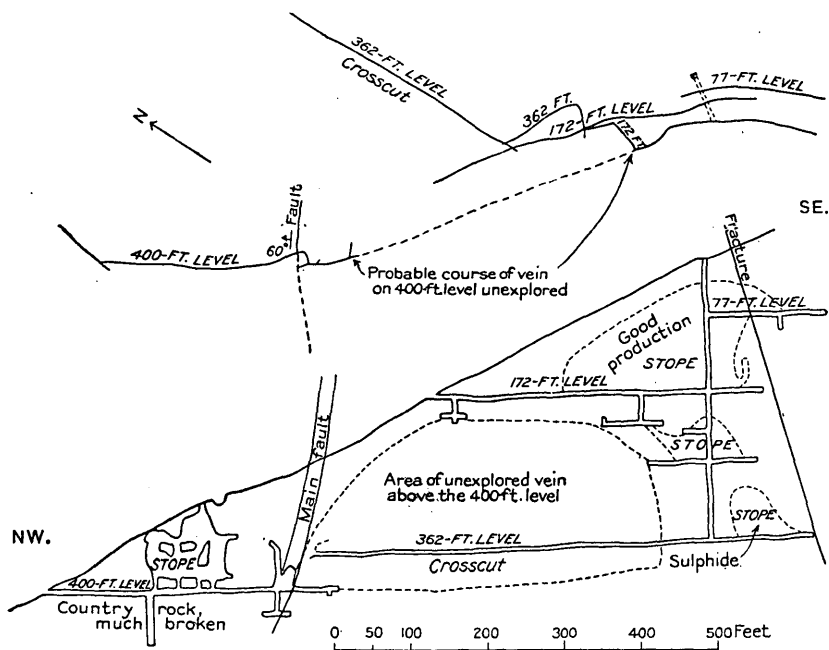 362-FT. LEVEL
Crosscut
362 FT.
172-FT. LEVEL
172 FT.
77-FT. LEVEL
N
SE.
Fault
60°
400-FT. LEVEL
Probable course of vein
on 400-ft. level unexplored
Fracture
77-FT. LEVEL
Good
production
STOPE
172-FT. LEVEL
STOPE
Main fault
Area of unexplored vein
above the 400-ft. level
NW.
STOPE
362-FT. LEVEL
Crosscut
STOPE
Sulphide
400-FT. LEVEL
Country rock,
much broken
0 50 100 200 300 400 500 Feet